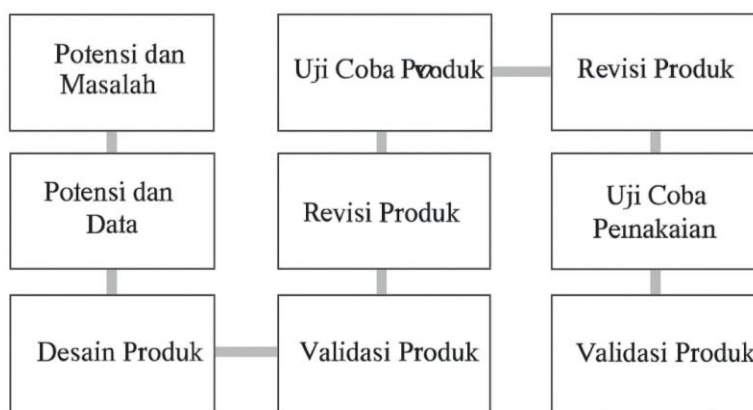 Potensi dan
Masalah
Potensi dan
Data
Desain Produk
Validasi Produk
Revisi Produk
Uji Coba Produk
Revisi Produk
Uji Coba
Pemakaian
Validasi Produk